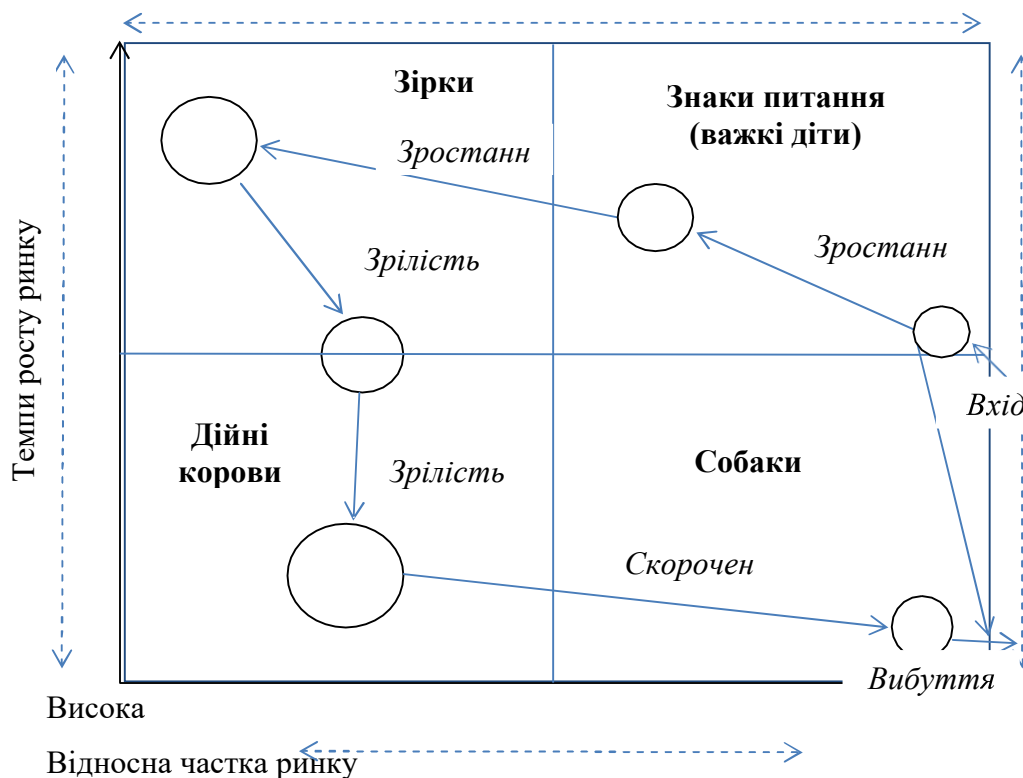 Зірки
Знаки питання
(важкі діти)
Зростанн
Зростанн
Зрілість
Темпи росту ринку
Вхід
Дійні
корови
Собаки
Зрілість
Скорочен
Вибуття
Висока
Відносна частка ринку